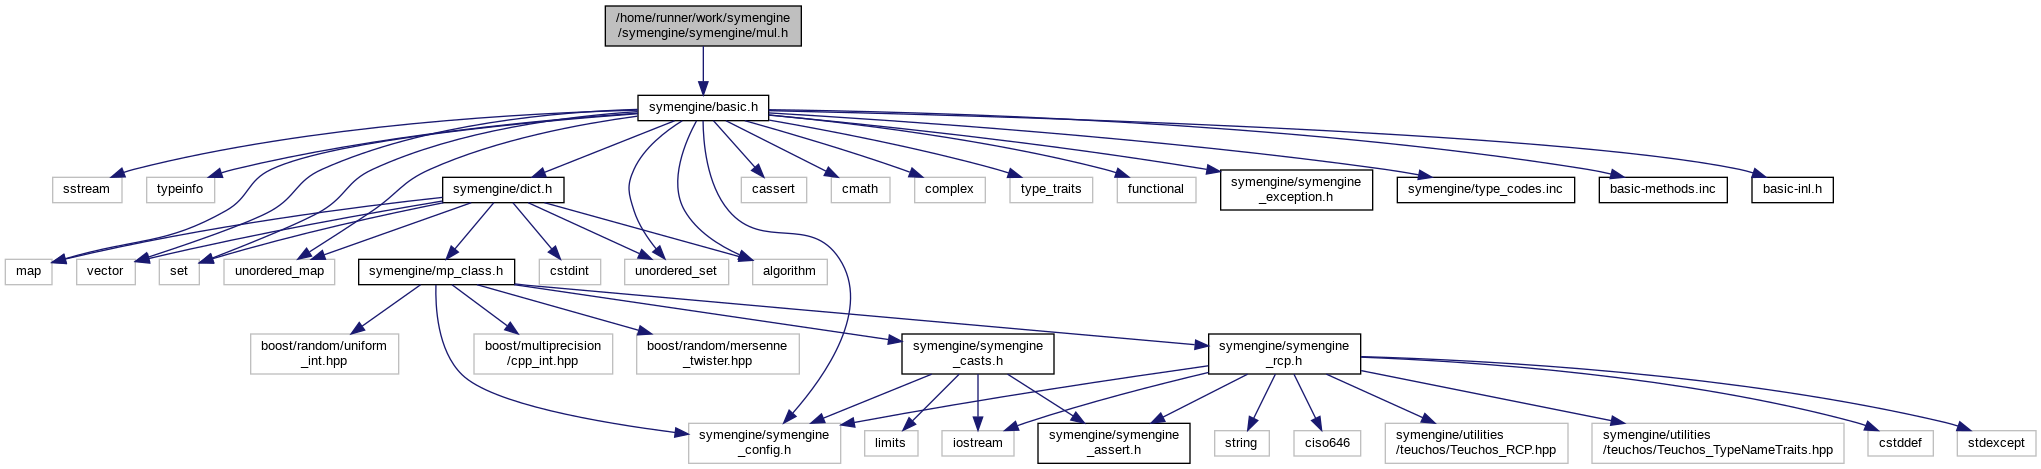 /home/runner/work/symengine
/symengine/symengine/mul.h
symengine/basic.h
sstream
typeinfo
symengine/dict.h
cassert
cmath
complex
type_traits
functional
symengine/symengine
_exception.h
symengine/type_codes.inc
basic-methods.inc
basic-inl.h
map
vector
set
unordered_map
symengine/mp_class.h
cstdint
unordered_set
algorithm
boost/random/uniform
_int.hpp
boost/multiprecision
/cpp_int.hpp
boost/random/mersenne
_twister.hpp
symengine/symengine
_casts.h
symengine/symengine
_rcp.h
symengine/symengine
_config.h
limits
iostream
symengine/symengine
_assert.h
string
ciso646
symengine/utilities
/teuchos/Teuchos_RCP.hpp
symengine/utilities
/teuchos/Teuchos_TypeNameTraits.hpp
cstddef
stdexcept